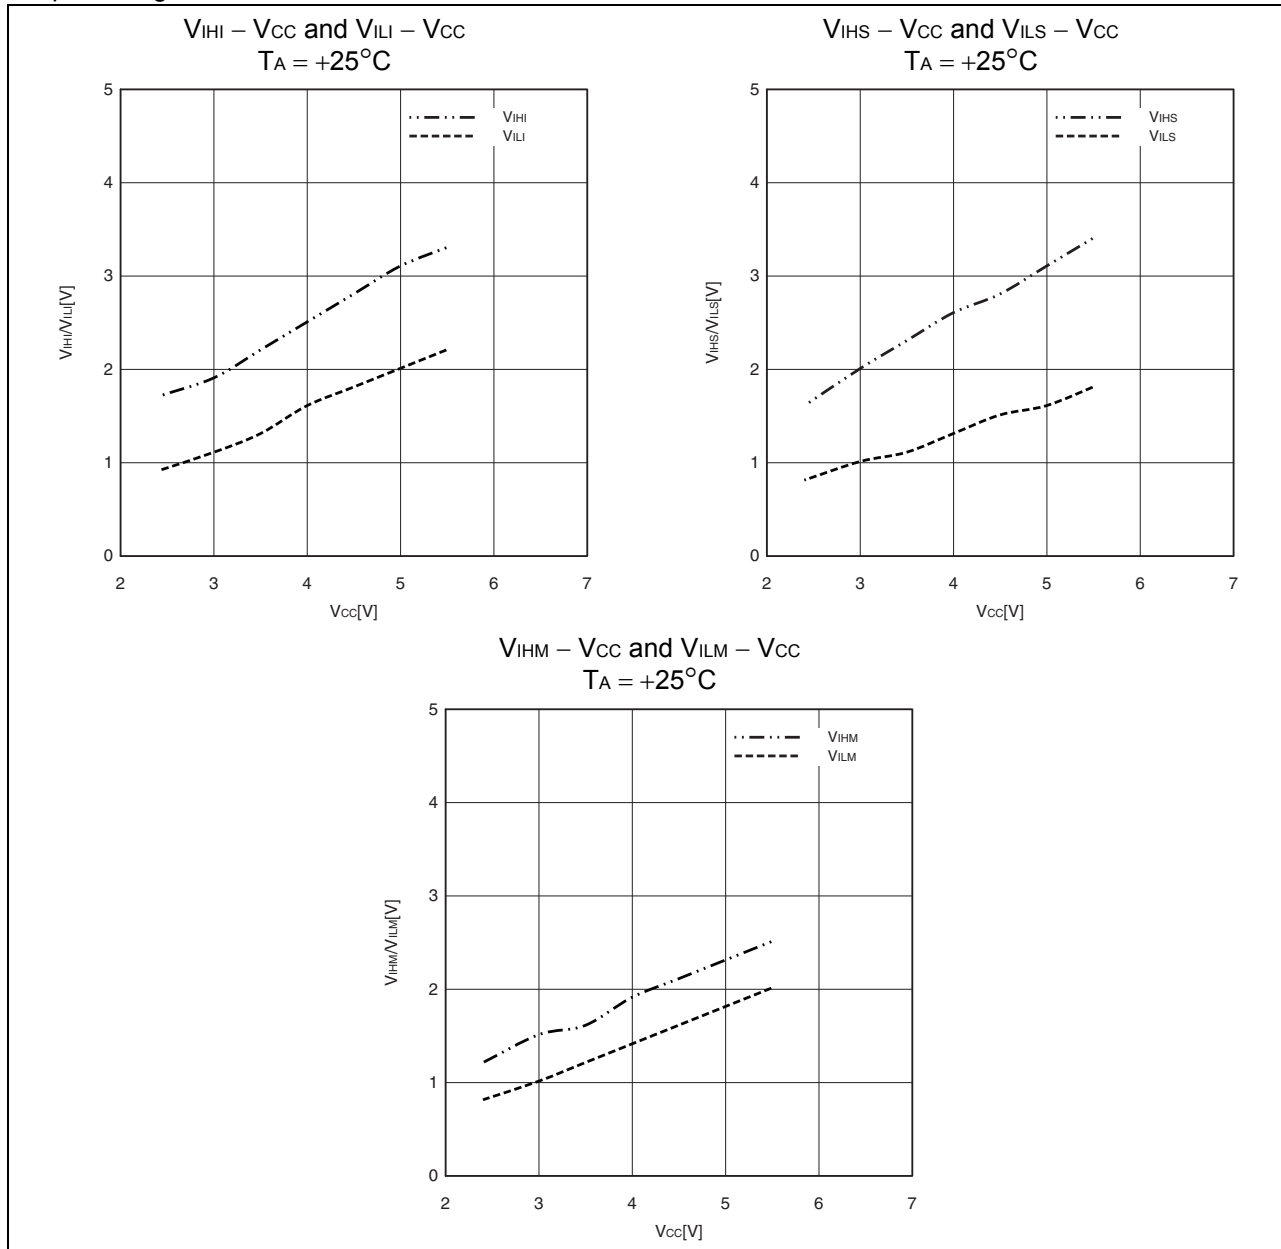 VIHI − VCC and VILI − VCC
TA = +25°C
5
4
3
2
1
0
VIHI/VILI[V]
VIHI
VILI
2 3 4 5 6 7
VCC[V]
VIHS − VCC and VILS − VCC
TA = +25°C
5
4
3
2
1
0
VIHS/VILS[V]
VIHS
VILS
2 3 4 5 6 7
VCC[V]
VIHM − VCC and VILM − VCC
TA = +25°C
5
4
3
2
1
0
VIHM/VILM[V]
VIHM
VILM
2 3 4 5 6 7
VCC[V]